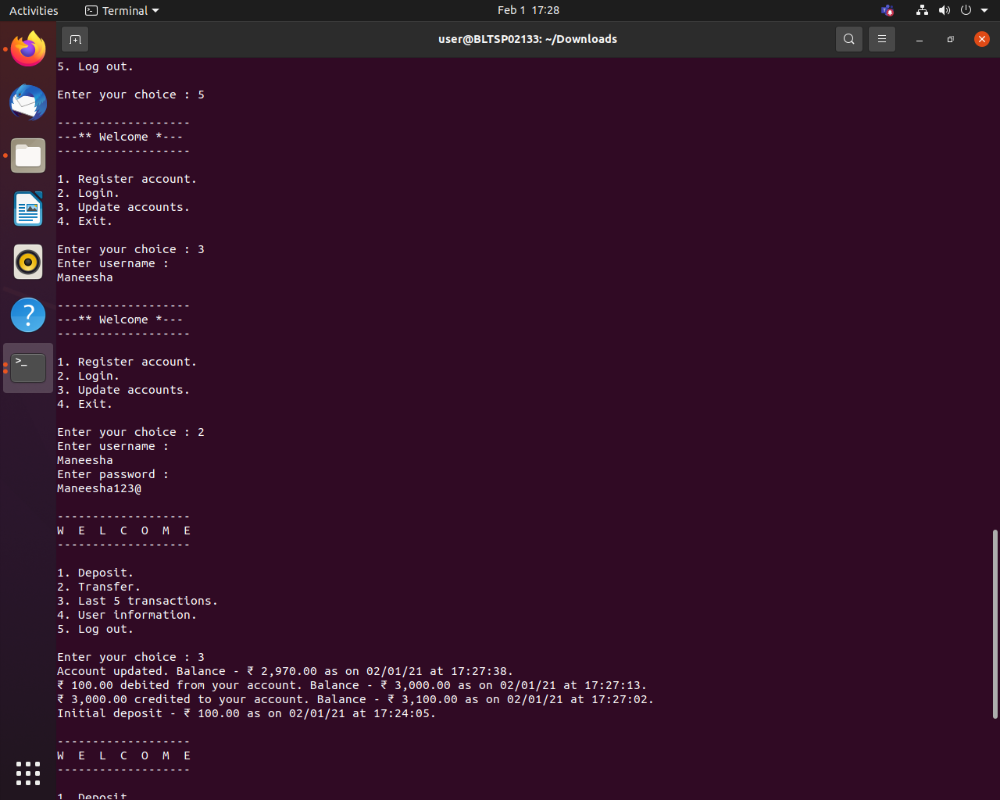 Activities
Terminal
Feb 1 17:28
user@BLTSP02133: ~/Downloads
5. Log out.
Enter your choice : 5
-------------------
---** Welcome *---
-------------------
1. Register account.
2. Login.
3. Update accounts.
4. Exit.
Enter your choice : 3
Enter username :
Maneesha
-------------------
---** Welcome *---
-------------------
1. Register account.
2. Login.
3. Update accounts.
4. Exit.
Enter your choice : 2
Enter username :
Maneesha
Enter password :
Maneesha123@
-------------------
W E L C O M E
-------------------
1. Deposit.
2. Transfer.
3. Last 5 transactions.
4. User information.
5. Log out.
Enter your choice : 3
Account updated. Balance - ₹ 2,970.00 as on 02/01/21 at 17:27:38.
₹ 100.00 debited from your account. Balance - ₹ 3,000.00 as on 02/01/21 at 17:27:13.
₹ 3,000.00 credited to your account. Balance - ₹ 3,100.00 as on 02/01/21 at 17:27:02.
Initial deposit - ₹ 100.00 as on 02/01/21 at 17:24:05.
-------------------
W E L C O M E
-------------------
1. Deposit